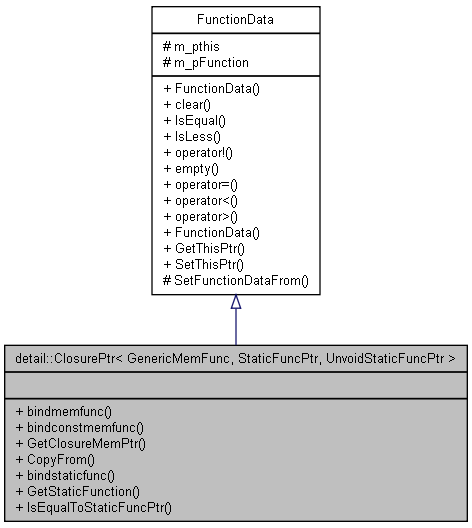 FunctionData
# m_pthis
# m_pFunction
+ FunctionData()
+ clear()
+ IsEqual()
+ IsLess()
+ operator!()
+ empty()
+ operator=()
+ operator<()
+ operator>()
+ FunctionData()
+ GetThisPtr()
+ SetThisPtr()
# SetFunctionDataFrom()
detail::ClosurePtr< GenericMemFunc, StaticFuncPtr, UnvoidStaticFuncPtr >
+ bindmemfunc()
+ bindconstmemfunc()
+ GetClosureMemPtr()
+ CopyFrom()
+ bindstaticfunc()
+ GetStaticFunction()
+ IsEqualToStaticFuncPtr()